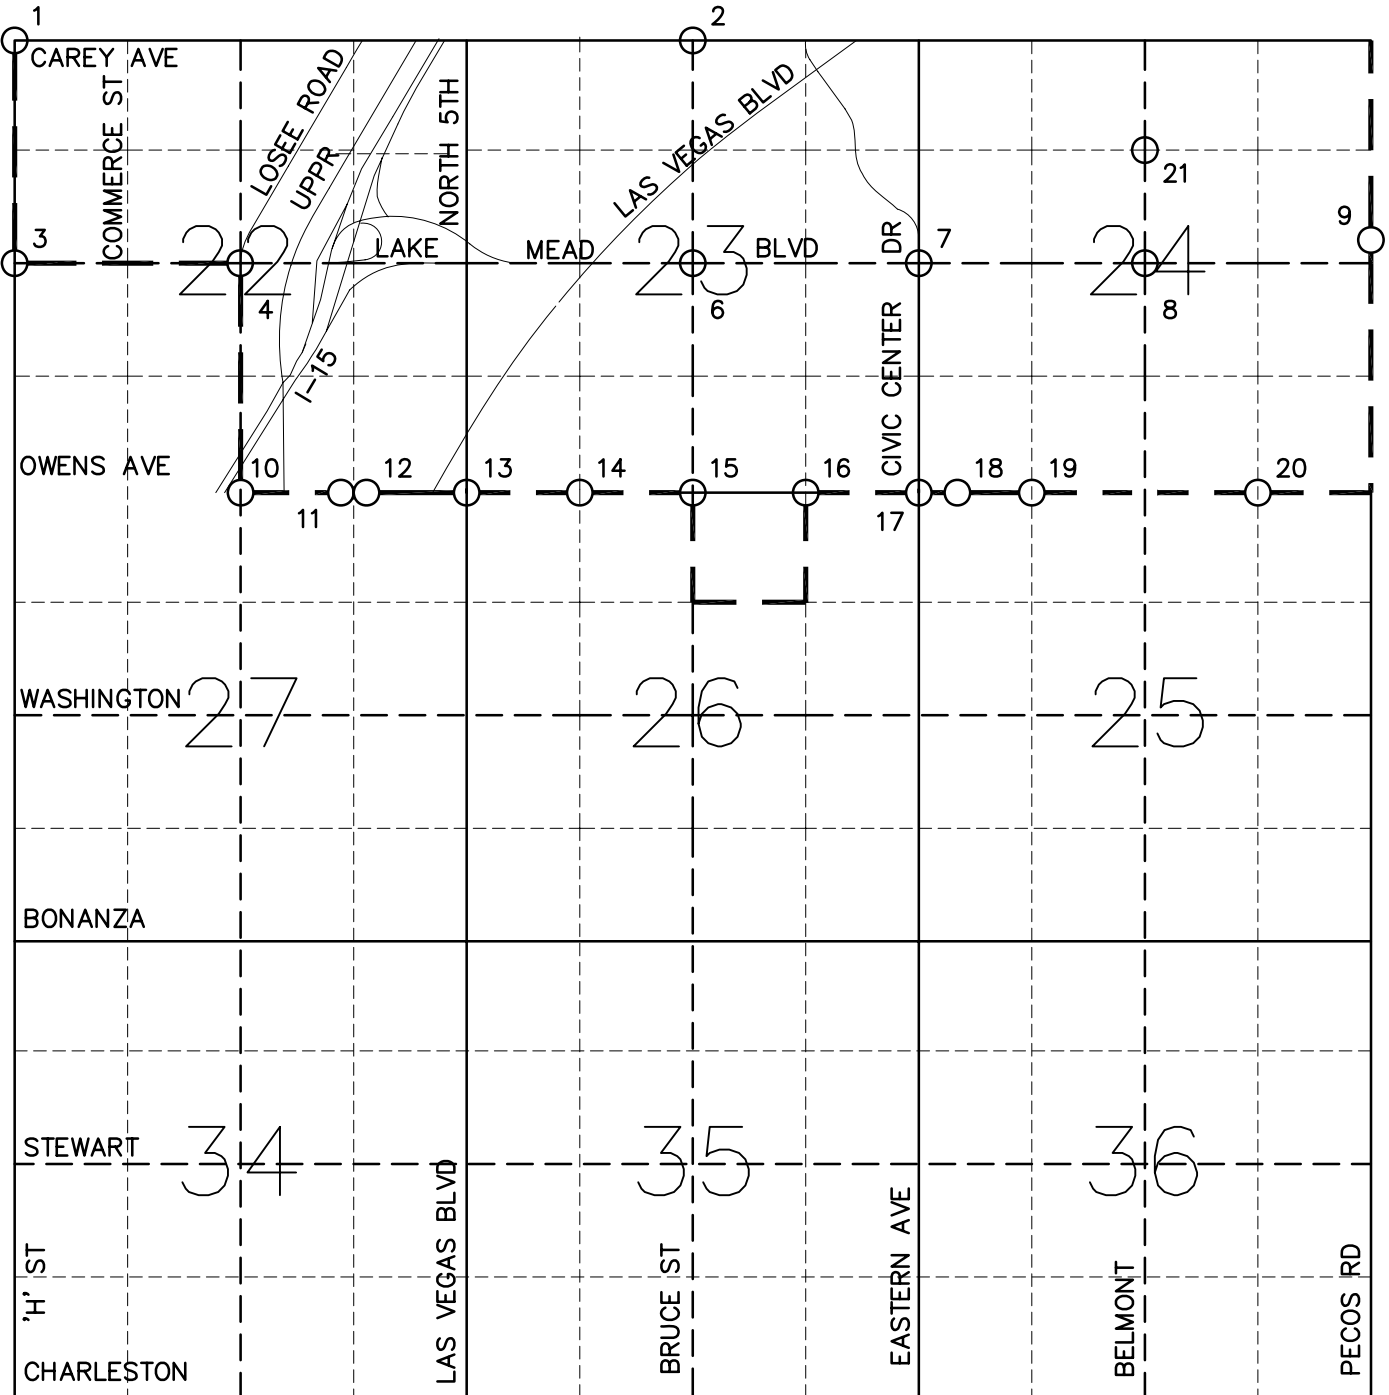 1
2
CAREY AVE
COMMERCE ST
LOSEE ROAD
UPPR
NORTH 5TH
LAS VEGAS BLVD
21
3
22
LAKE MEAD BLVD
23
CIVIC CENTER DR
7
24
9
4
6
8
I-15
OWENS AVE
10
12
13
14
15
16
18
19
20
11
17
WASHINGTON
27
26
25
BONANZA
STEWART
34
35
36
'H' ST
LAS VEGAS BLVD
BRUCE ST
EASTERN AVE
BELMONT
PECOS RD
CHARLESTON